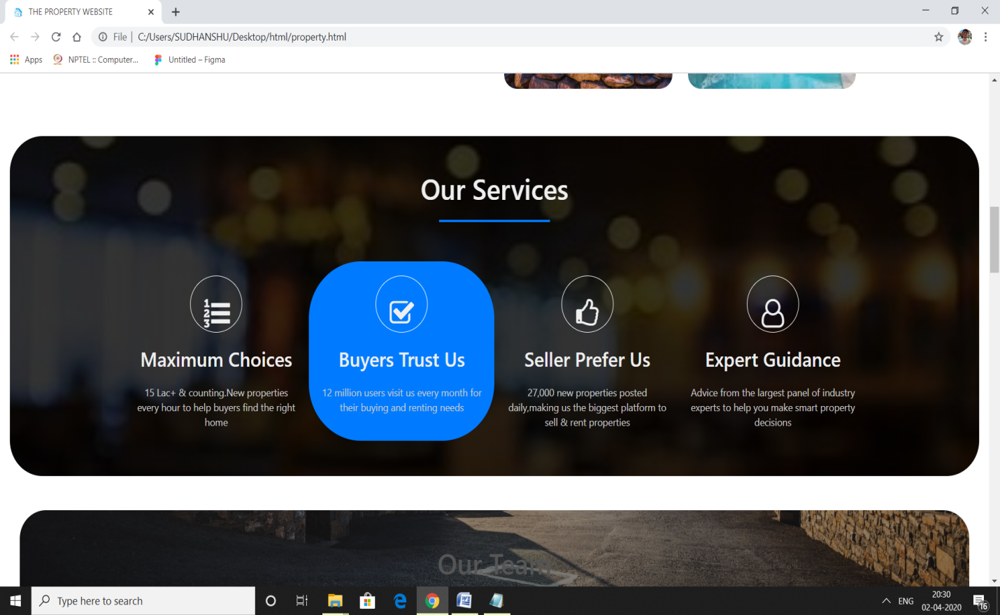 THE PROPERTY WEBSITE
File | C:/Users/SUDHANSHU/Desktop/html/property.html
Apps NPTEL :: Computer... Untitled – Figma
Our Services
1
2
3
Maximum Choices
15 Lac+ & counting.New properties
every hour to help buyers find the right
home
Buyers Trust Us
12 million users visit us every month for
their buying and renting needs
Seller Prefer Us
27,000 new properties posted
daily,making us the biggest platform to
sell & rent properties
Expert Guidance
Advice from the largest panel of industry
experts to help you make smart property
decisions
Our Team
Type here to search
ENG
20:30
02-04-2020
16